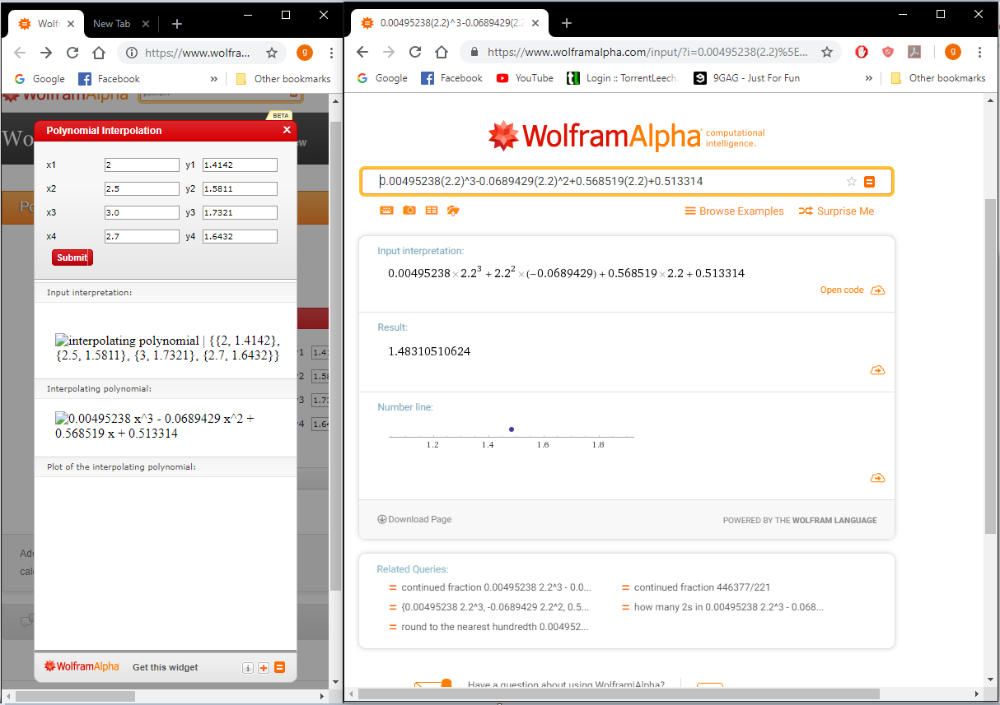 Wolf
New Tab
https://www.wolfra...
g
Google
Facebook
»
Other bookmarks
WolframAlpha
Wo
BETA
Polynomial Interpolation
x1 2 y1 1.4142
x2 2.5 y2 1.5811
x3 3.0 y3 1.7321
x4 2.7 y4 1.6432
Submit
Input interpretation:
interpolating polynomial | {{2, 1.4142},
{2.5, 1.5811}, {3, 1.7321}, {2.7, 1.6432}}
Interpolating polynomial:
0.00495238 x^3 - 0.0689429 x^2 +
0.568519 x + 0.513314
Plot of the interpolating polynomial:
WolframAlpha Get this widget
0.00495238(2.2)^3-0.0689429(2.2
https://www.wolframalpha.com/input/?i=0.00495238(2.2)%5E...
g
Google
Facebook
YouTube
Login :: TorrentLeech
9GAG - Just For Fun
»
Other bookmarks
WolframAlpha computational
intelligence.
0.00495238(2.2)^3-0.0689429(2.2)^2+0.568519(2.2)+0.513314
Browse Examples
Surprise Me
Input interpretation:
0.00495238×2.2³ + 2.2² ×(−0.0689429) + 0.568519×2.2 + 0.513314
Open code
Result:
1.48310510624
Number line:
1.2 1.4 1.6 1.8
Download Page
POWERED BY THE WOLFRAM LANGUAGE
Related Queries:
= continued fraction 0.00495238 2.2^3 - 0.0...
= continued fraction 446377/221
= {0.00495238 2.2^3, -0.0689429 2.2^2, 0.5...
= how many 2s in 0.00495238 2.2^3 - 0.068...
= round to the nearest hundredth 0.004952...
Have a question about using Wolfram|Alpha?